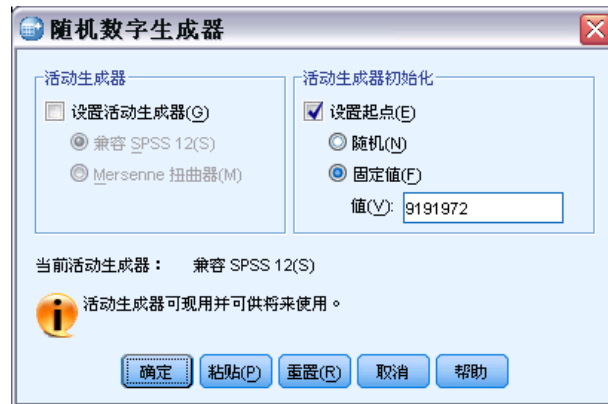 随机数字生成器
活动生成器
设置活动生成器(G)
兼容 SPSS 12(S)
Mersenne 扭曲器(M)
活动生成器初始化
设置起点(E)
随机(N)
固定值(F)
值(V): 9191972
当前活动生成器： 兼容 SPSS 12(S)
活动生成器可现用并可供将来使用。
确定 粘贴(P) 重置(R) 取消 帮助